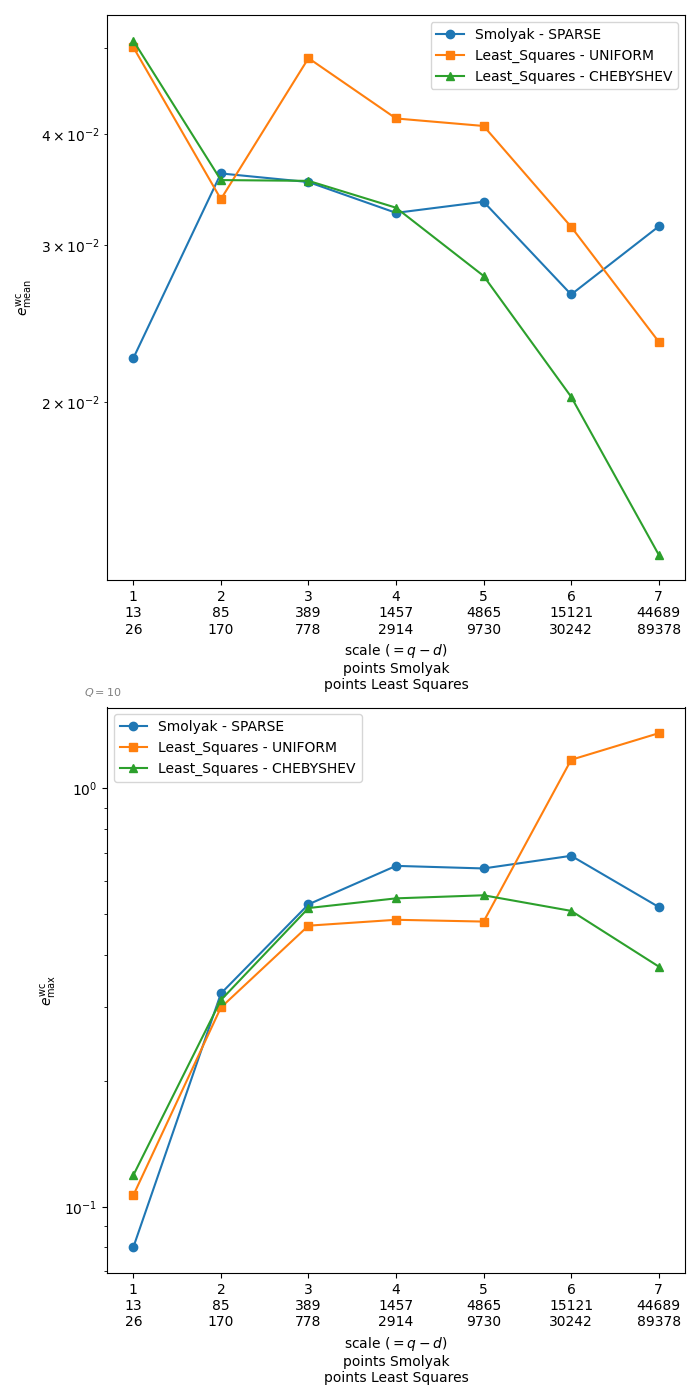 Smolyak - SPARSE
Least_Squares - UNIFORM
Least_Squares - CHEBYSHEV
4 × 10⁻²
3 × 10⁻²
2 × 10⁻²
e^wc_mean
1 2 3 4 5 6 7
13 85 389 1457 4865 15121 44689
26 170 778 2914 9730 30242 89378
scale (= q − d)
points Smolyak
points Least Squares
Q = 10
Smolyak - SPARSE
Least_Squares - UNIFORM
Least_Squares - CHEBYSHEV
10⁰
10⁻¹
e^wc_max
1 2 3 4 5 6 7
13 85 389 1457 4865 15121 44689
26 170 778 2914 9730 30242 89378
scale (= q − d)
points Smolyak
points Least Squares